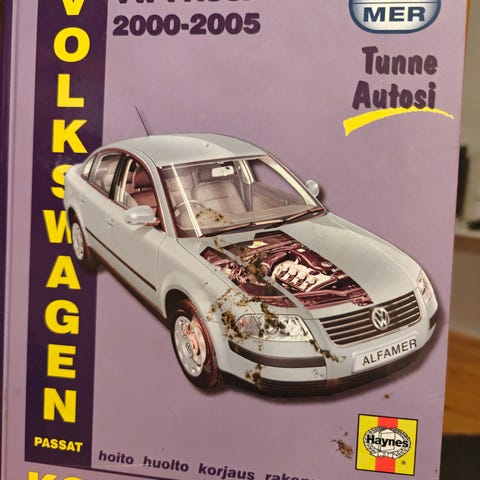 VOLKSWAGEN
PASSAT
2000-2005
MER
Tunne
Autosi
ALFAMER
Haynes
hoito huolto korjaus